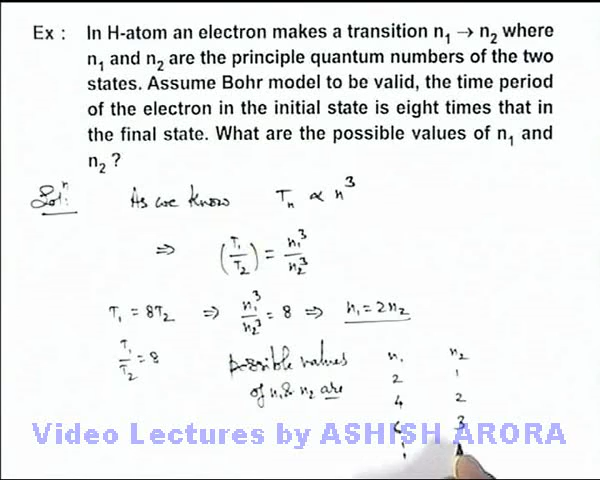 Ex : In H-atom an electron makes a transition n₁ → n₂ where
n₁ and n₂ are the principle quantum numbers of the two
states. Assume Bohr model to be valid, the time period
of the electron in the initial state is eight times that in
the final state. What are the possible values of n₁ and
n₂ ?
Solⁿ: As we know Tₙ ∝ n³
⇒ (T₁/T₂) = n₁³/n₂³
T₁ = 8T₂ ⇒ n₁³/n₂³ = 8 ⇒ n₁ = 2n₂
T₁/T₂ = 8
possible values n₁ n₂
of n₁ & n₂ are 2 1
4 2
3
Video Lectures by ASHISH ARORA